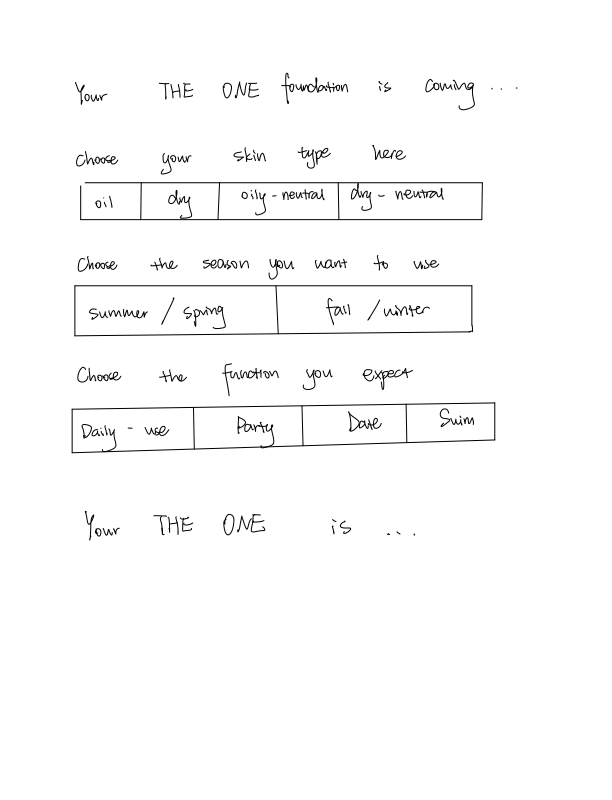 Your THE ONE foundation is coming ...
Choose your skin type here
oil dry oily-neutral dry-neutral
Choose the season you want to use
summer / spring fall / winter
Choose the function you expect
Daily-use Party Date Swim
Your THE ONE is ...